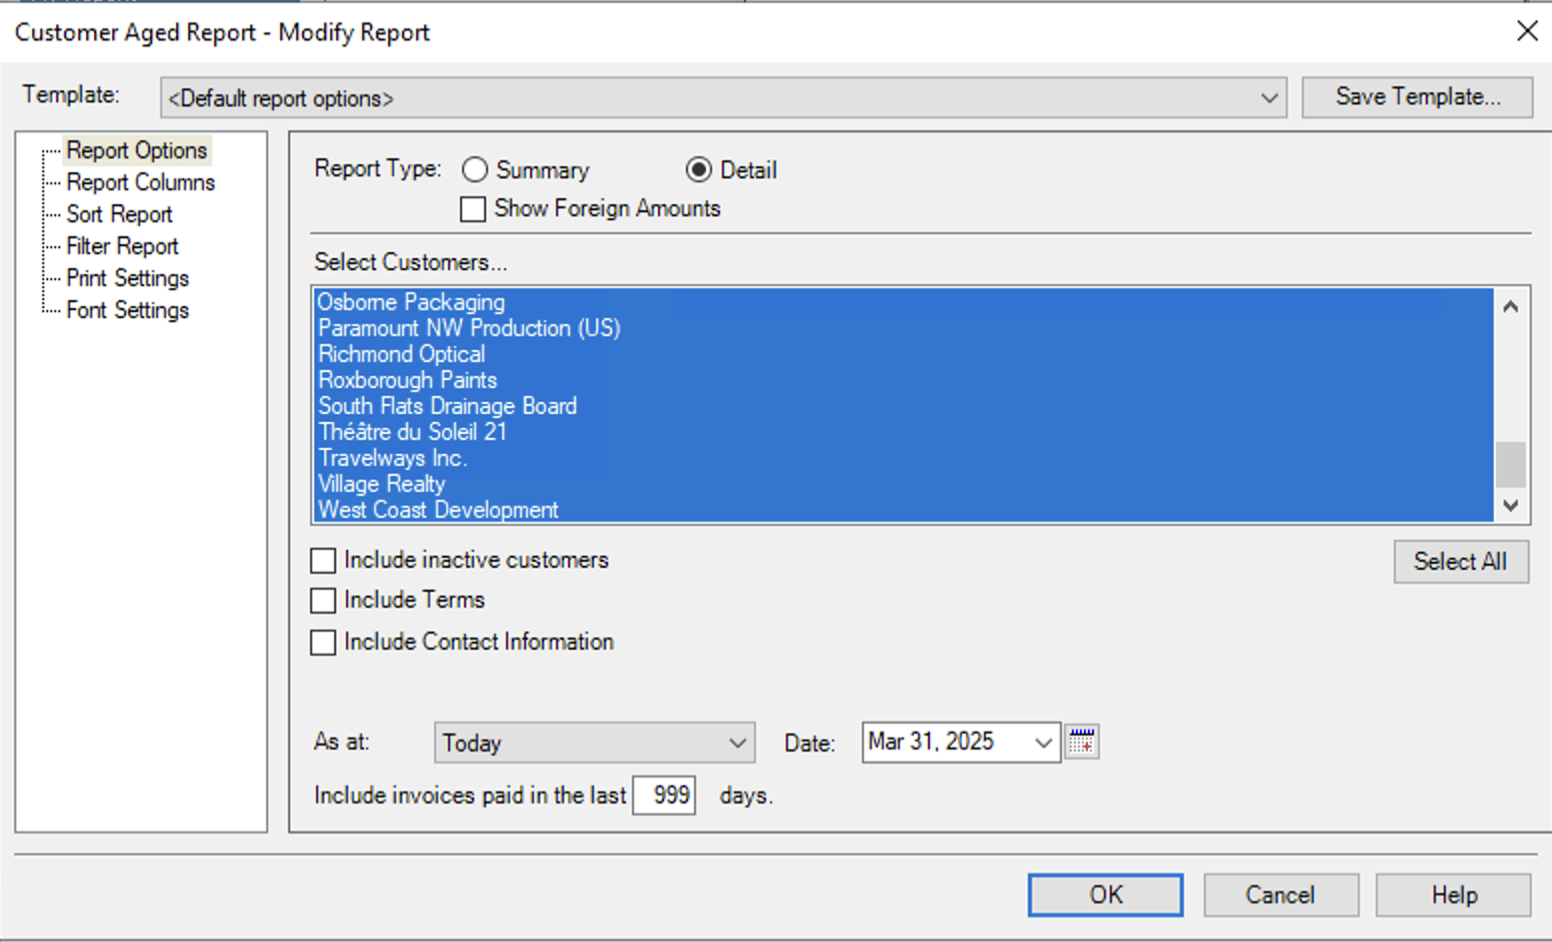 Customer Aged Report - Modify Report
Template:
<Default report options>
Save Template...
Report Options
Report Columns
Sort Report
Filter Report
Print Settings
Font Settings
Report Type:
Summary
Detail
Show Foreign Amounts
Select Customers...
Osborne Packaging
Paramount NW Production (US)
Richmond Optical
Roxborough Paints
South Flats Drainage Board
Théâtre du Soleil 21
Travelways Inc.
Village Realty
West Coast Development
Include inactive customers
Select All
Include Terms
Include Contact Information
As at:
Today
Date:
Mar 31, 2025
Include invoices paid in the last 999 days.
OK
Cancel
Help